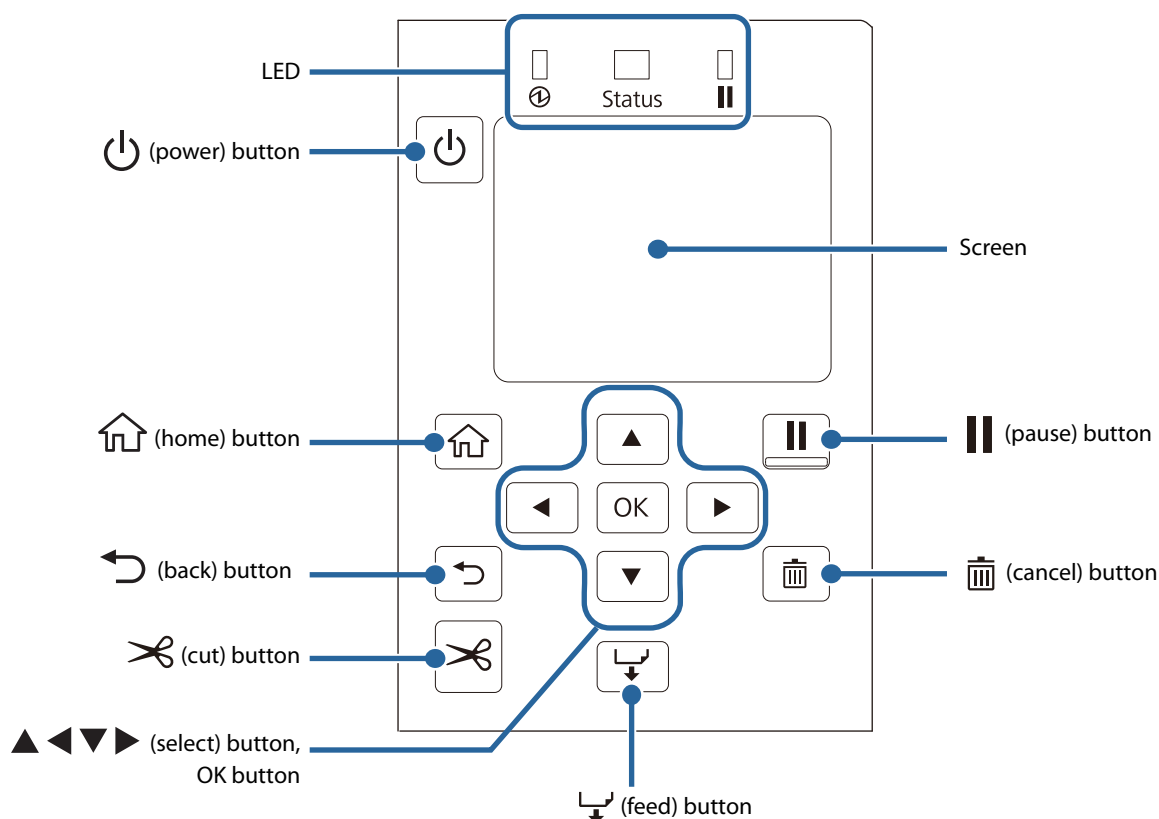 LED
Status
(power) button
Screen
(home) button
(pause) button
OK
(back) button
(cancel) button
(cut) button
(select) button,
OK button
(feed) button